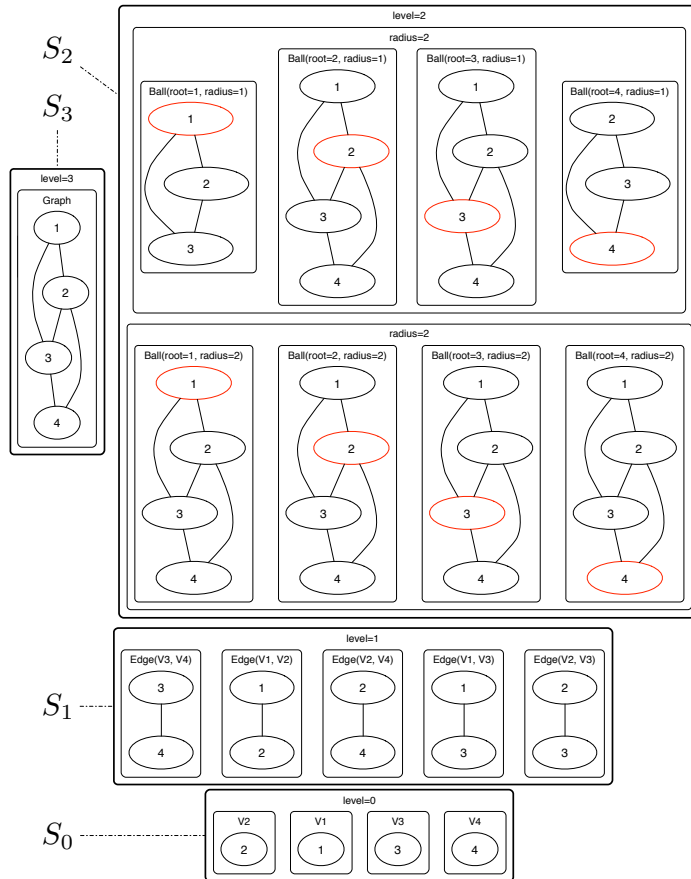 level=2
S₂
radius=2
Ball(root=1, radius=1)
1
2
3
Ball(root=2, radius=1)
1
2
3
4
Ball(root=3, radius=1)
1
2
3
4
Ball(root=4, radius=1)
2
3
4
S₃
level=3
Graph
1
2
3
4
radius=2
Ball(root=1, radius=2)
1
2
3
4
Ball(root=2, radius=2)
1
2
3
4
Ball(root=3, radius=2)
1
2
3
4
Ball(root=4, radius=2)
1
2
3
4
S₁
level=1
Edge(V3, V4)
3
4
Edge(V1, V2)
1
2
Edge(V2, V4)
2
4
Edge(V1, V3)
1
3
Edge(V2, V3)
2
3
S₀
level=0
V2
2
V1
1
V3
3
V4
4